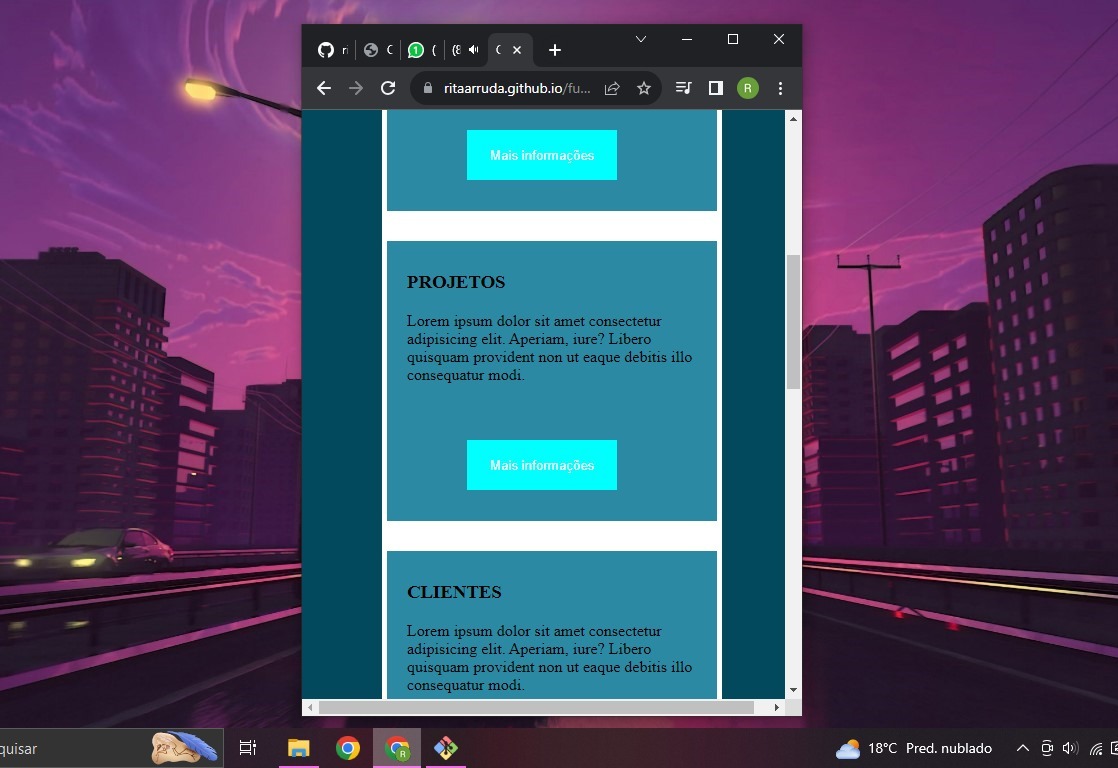 ri
C
1
(
(8
C
ritaarruda.github.io/fu...
R
Mais informações
PROJETOS
Lorem ipsum dolor sit amet consectetur
adipisicing elit. Aperiam, iure? Libero
quisquam provident non ut eaque debitis illo
consequatur modi.
Mais informações
CLIENTES
Lorem ipsum dolor sit amet consectetur
adipisicing elit. Aperiam, iure? Libero
quisquam provident non ut eaque debitis illo
consequatur modi.
quisar
R
18°C Pred. nublado